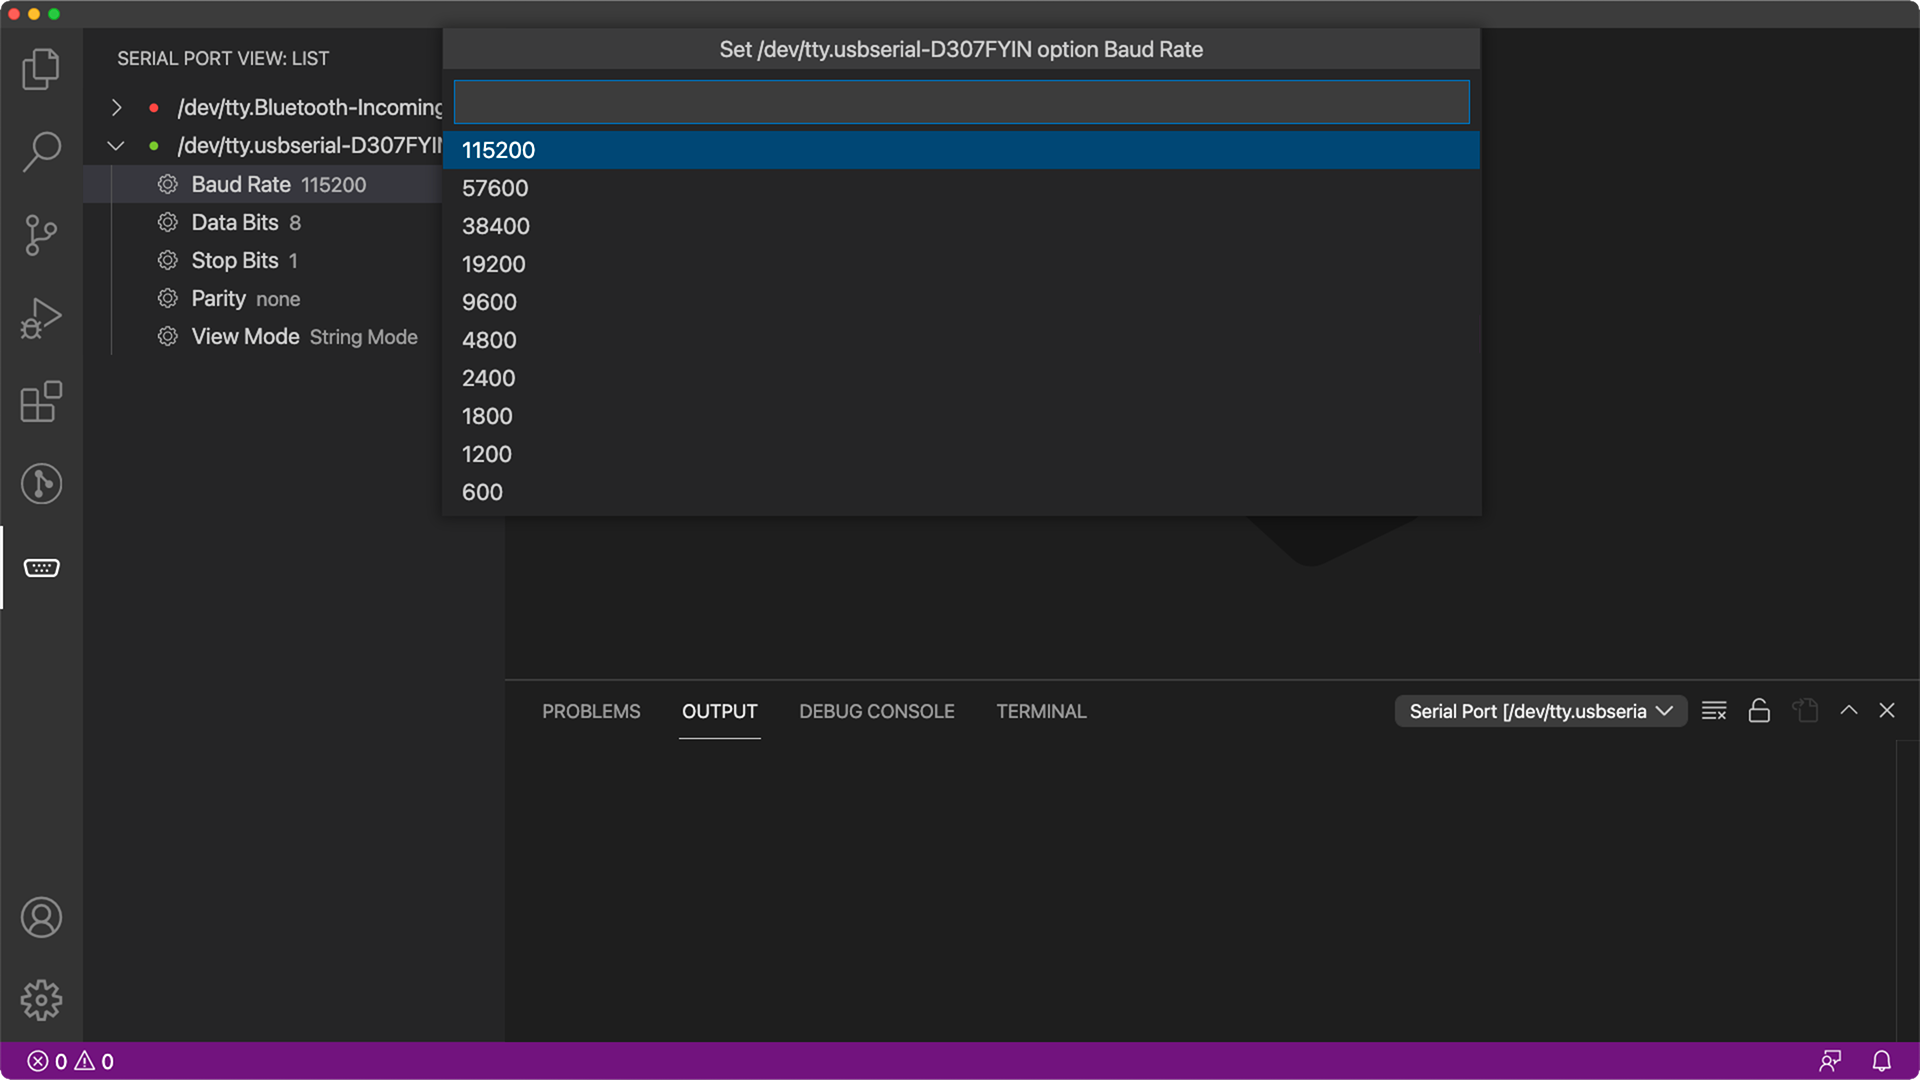 Set /dev/tty.usbserial-D307FYIN option Baud Rate
SERIAL PORT VIEW: LIST
/dev/tty.Bluetooth-Incoming
/dev/tty.usbserial-D307FYIN
Baud Rate 115200
Data Bits 8
Stop Bits 1
Parity none
View Mode String Mode
115200
57600
38400
19200
9600
4800
2400
1800
1200
600
PROBLEMS
OUTPUT
DEBUG CONSOLE
TERMINAL
Serial Port [/dev/tty.usbseria
0
0